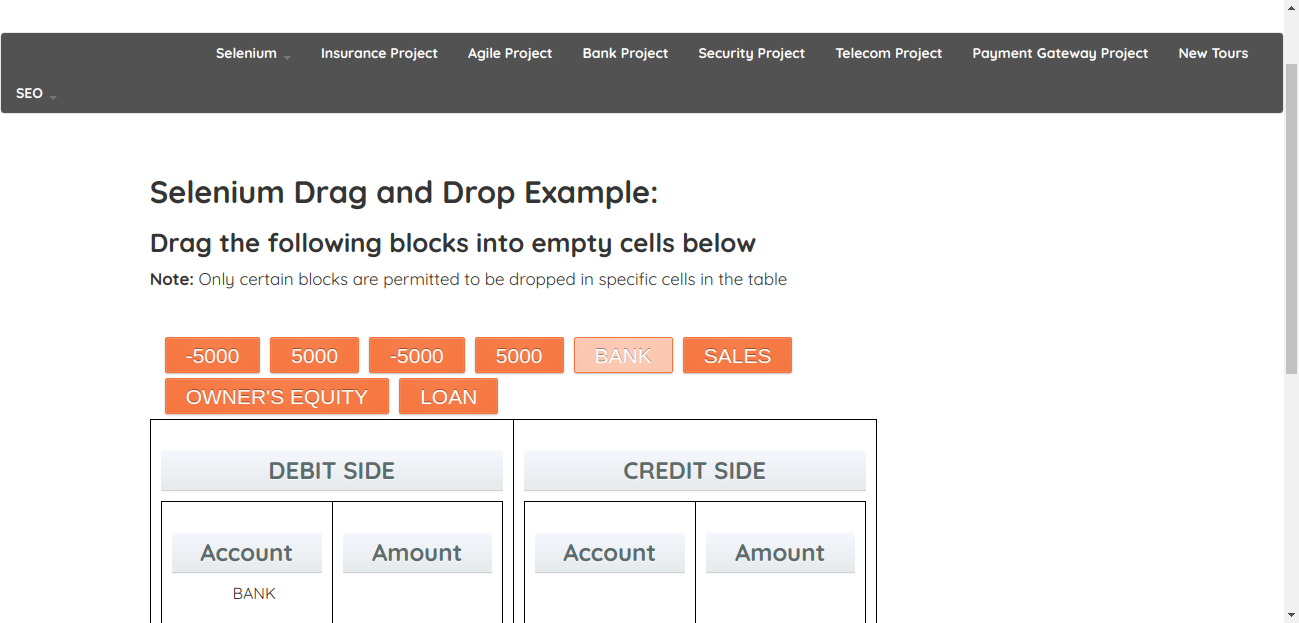 Selenium Insurance Project Agile Project Bank Project Security Project Telecom Project Payment Gateway Project New Tours
SEO
Selenium Drag and Drop Example:
Drag the following blocks into empty cells below
Note: Only certain blocks are permitted to be dropped in specific cells in the table
-5000 5000 -5000 5000 BANK SALES
OWNER'S EQUITY LOAN
DEBIT SIDE CREDIT SIDE
Account Amount Account Amount
BANK